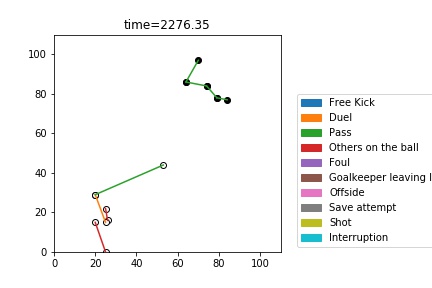 time=2276.35
100
80
60
40
20
0
0 20 40 60 80 100
Free Kick
Duel
Pass
Others on the ball
Foul
Goalkeeper leaving l
Offside
Save attempt
Shot
Interruption